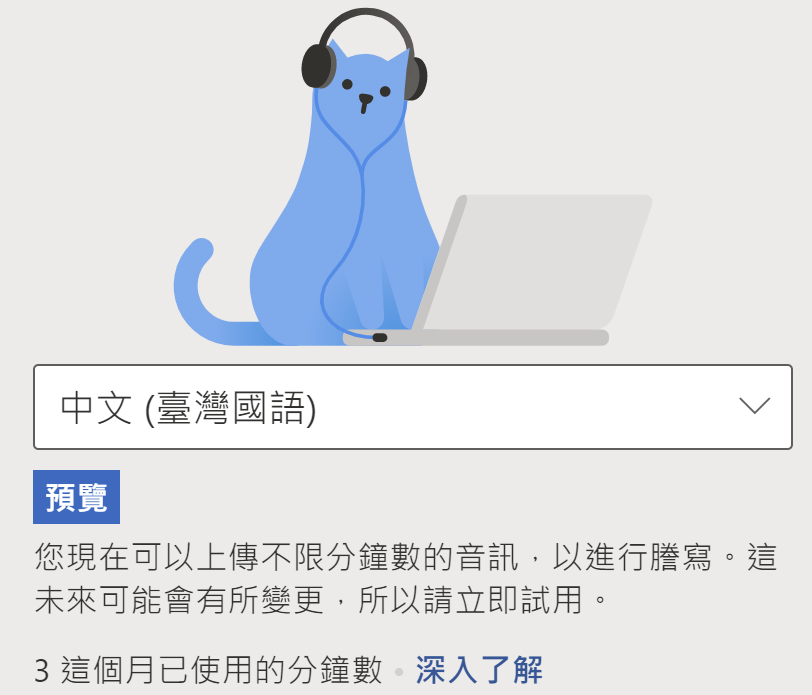 中文 (臺灣國語)
預覽
您現在可以上傳不限分鐘數的音訊，以進行謄寫。這
未來可能會有所變更，所以請立即試用。
3 這個月已使用的分鐘數 • 深入了解